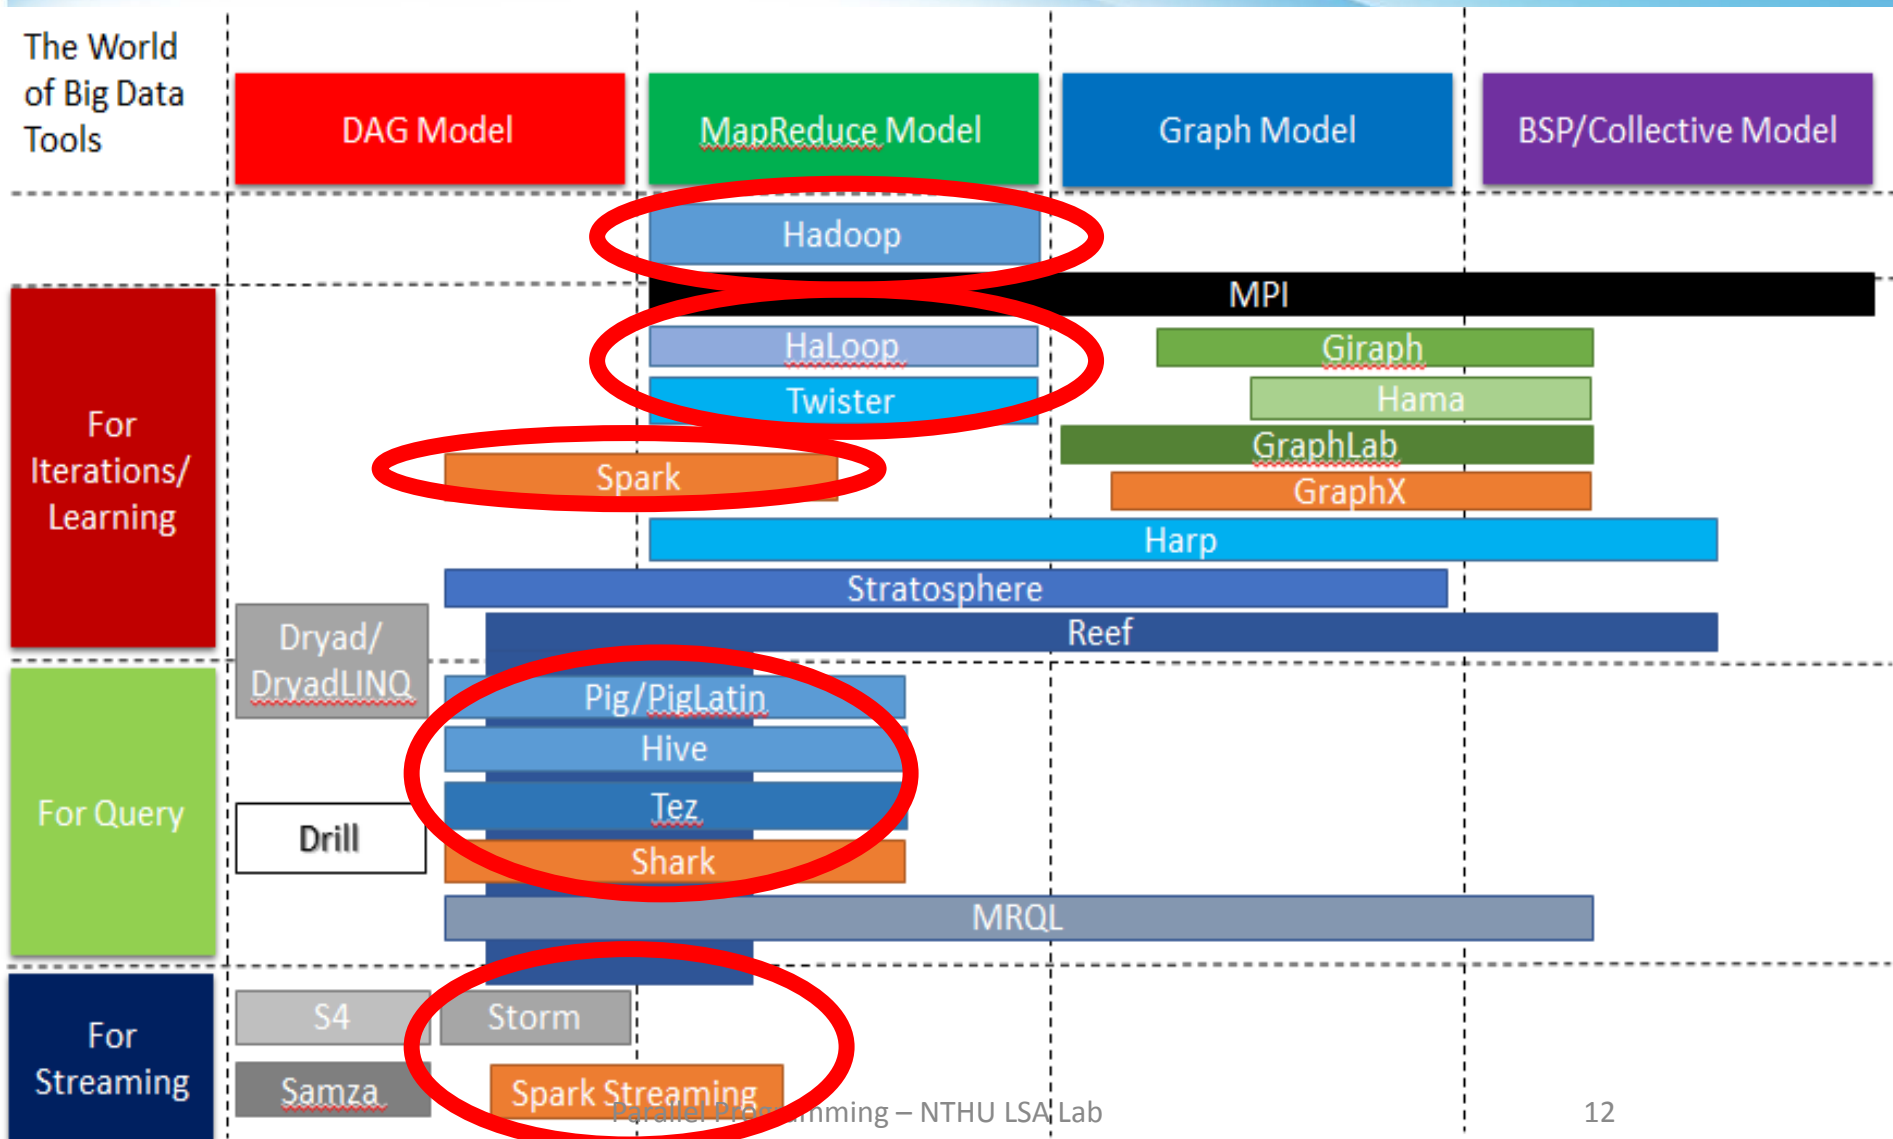 The World
of Big Data
Tools
DAG Model
MapReduce Model
Graph Model
BSP/Collective Model
Hadoop
MPI
For
Iterations/
Learning
HaLoop
Giraph
Twister
Hama
GraphLab
Spark
GraphX
Harp
Stratosphere
Reef
Dryad/
DryadLINQ
For Query
Pig/PigLatin
Hive
Tez
Drill
Shark
MRQL
For
Streaming
S4
Storm
Samza
Spark Streaming
Parallel Programming – NTHU LSA Lab
12